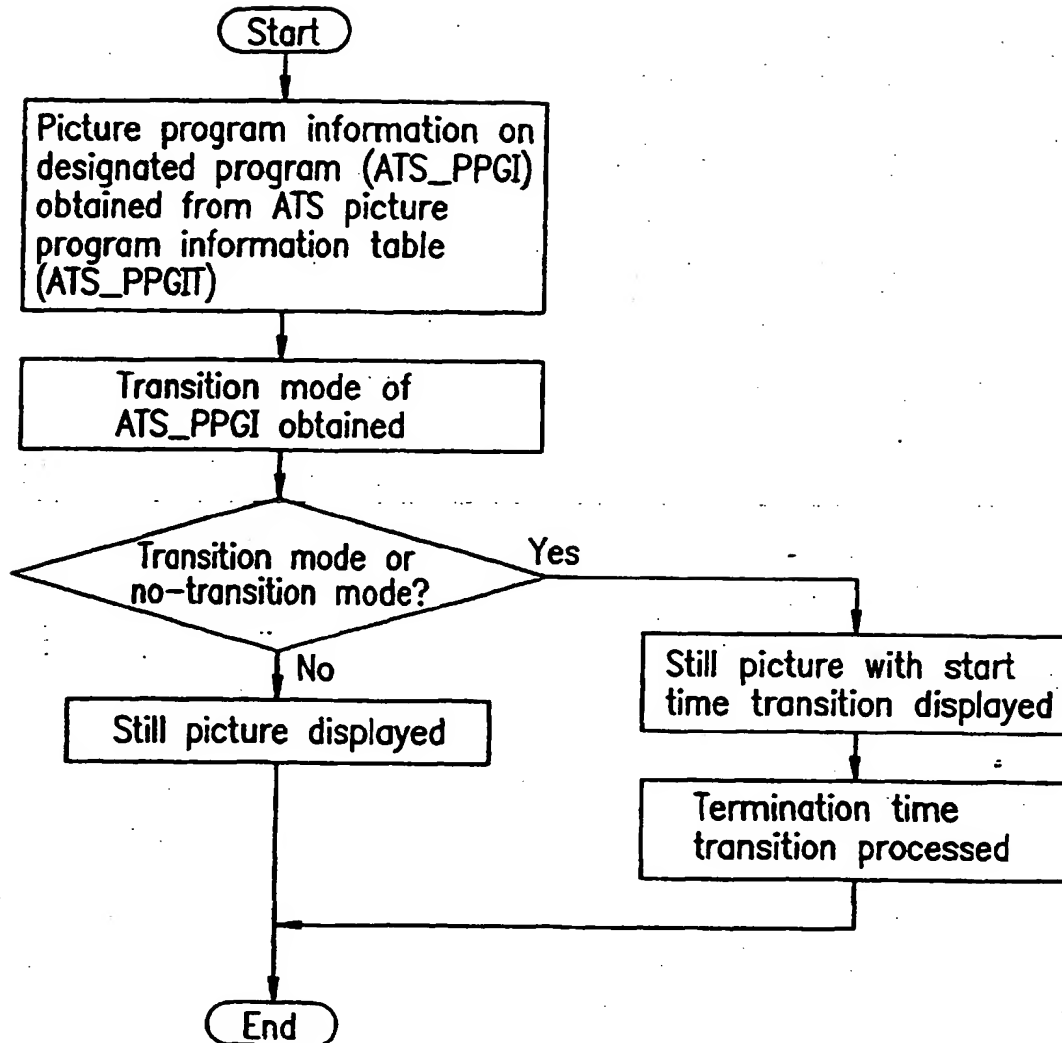 Start
Picture program information on
designated program (ATS_PPGI)
obtained from ATS picture
program information table
(ATS_PPGIT)
Transition mode of
ATS_PPGI obtained
Transition mode or
no-transition mode?
Yes
No
Still picture with start
time transition displayed
Still picture displayed
Termination time
transition processed
End